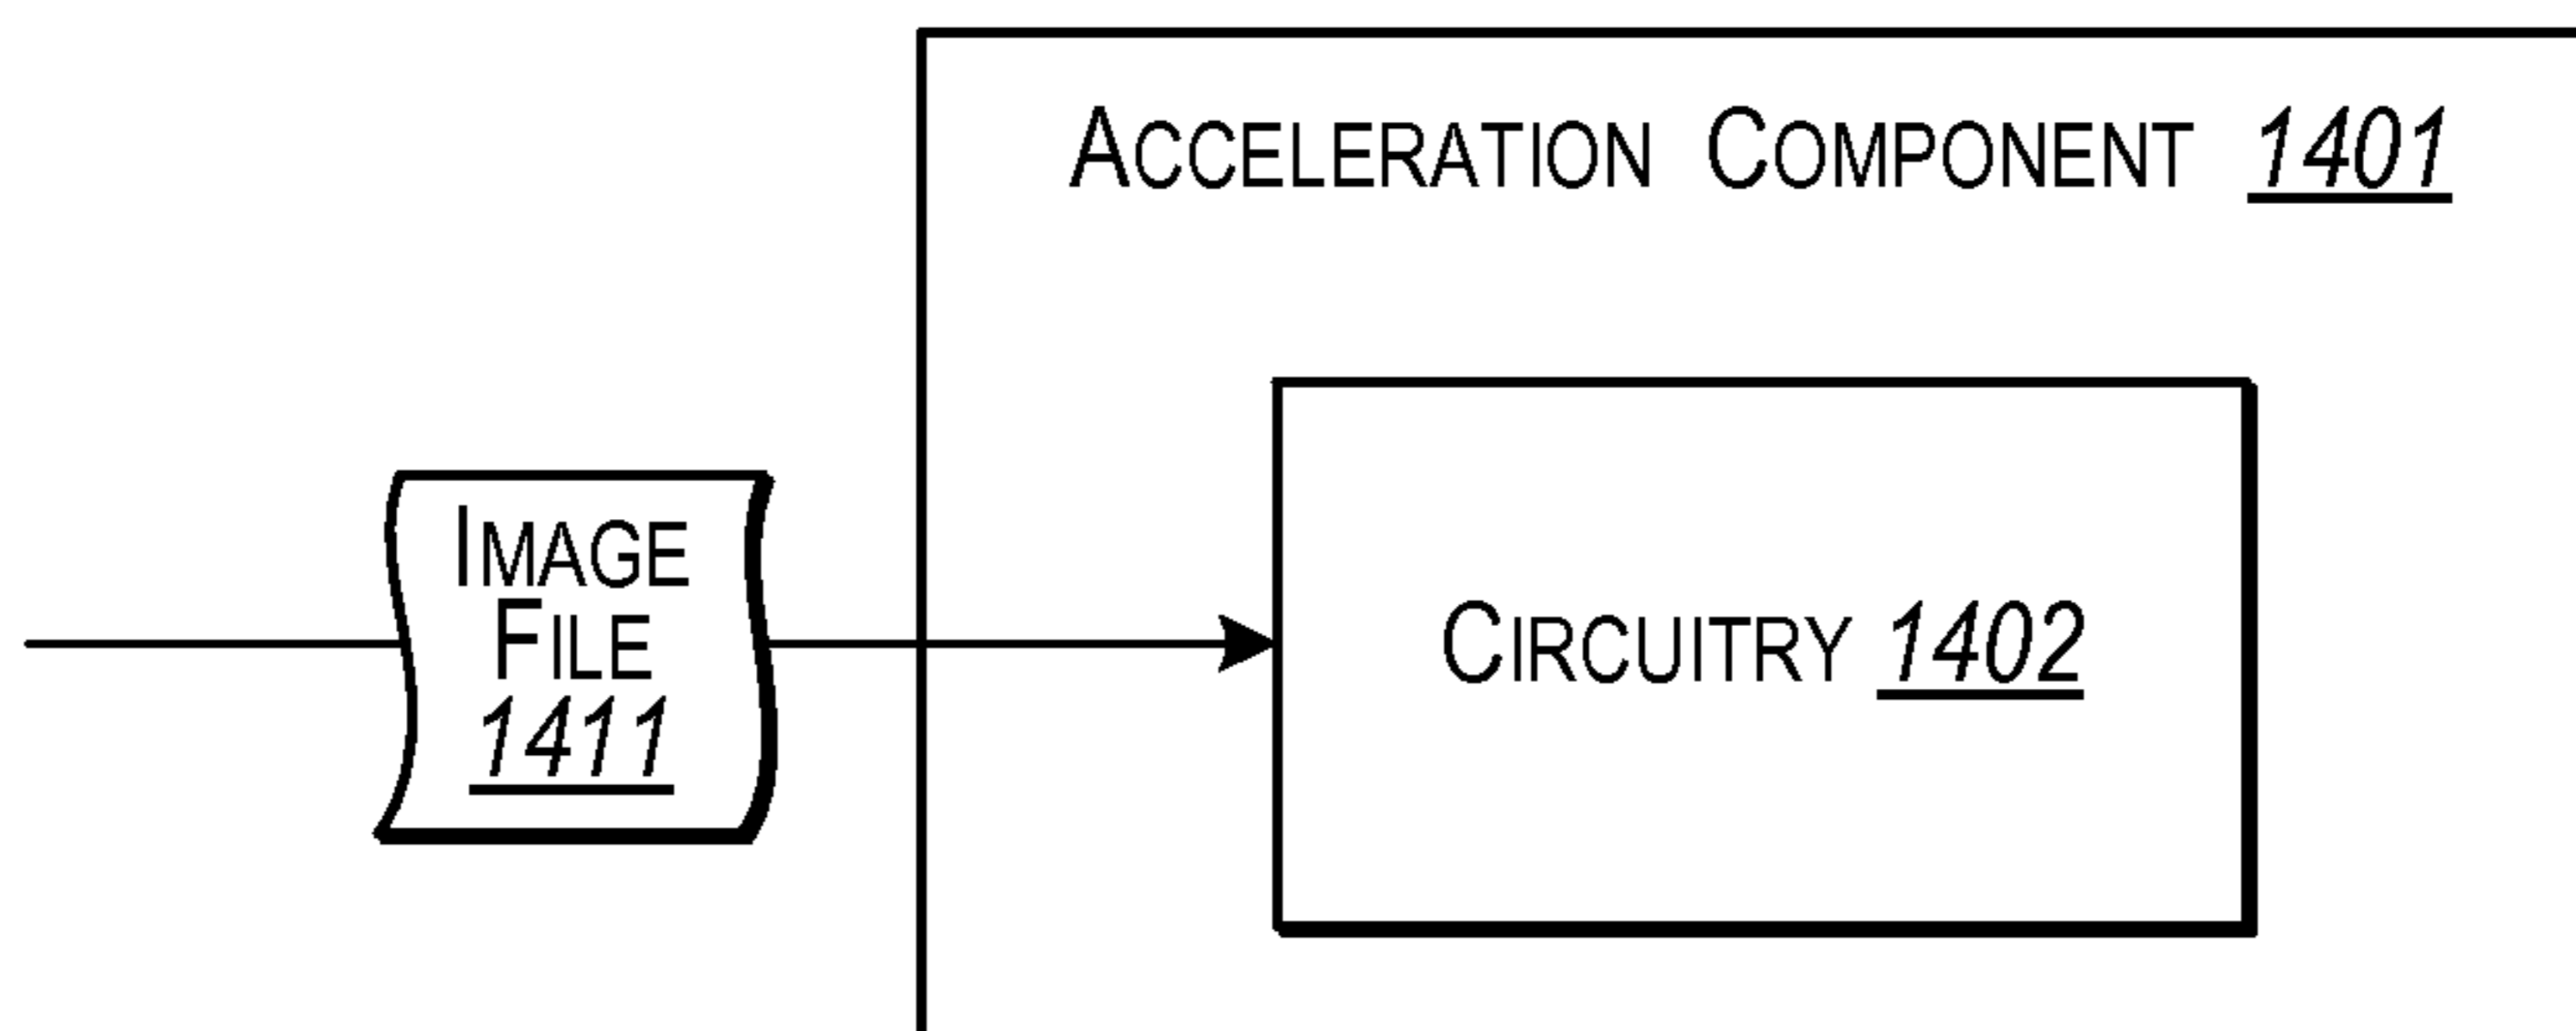 ACCELERATION COMPONENT 1401
IMAGE
FILE
1411
CIRCUITRY 1402